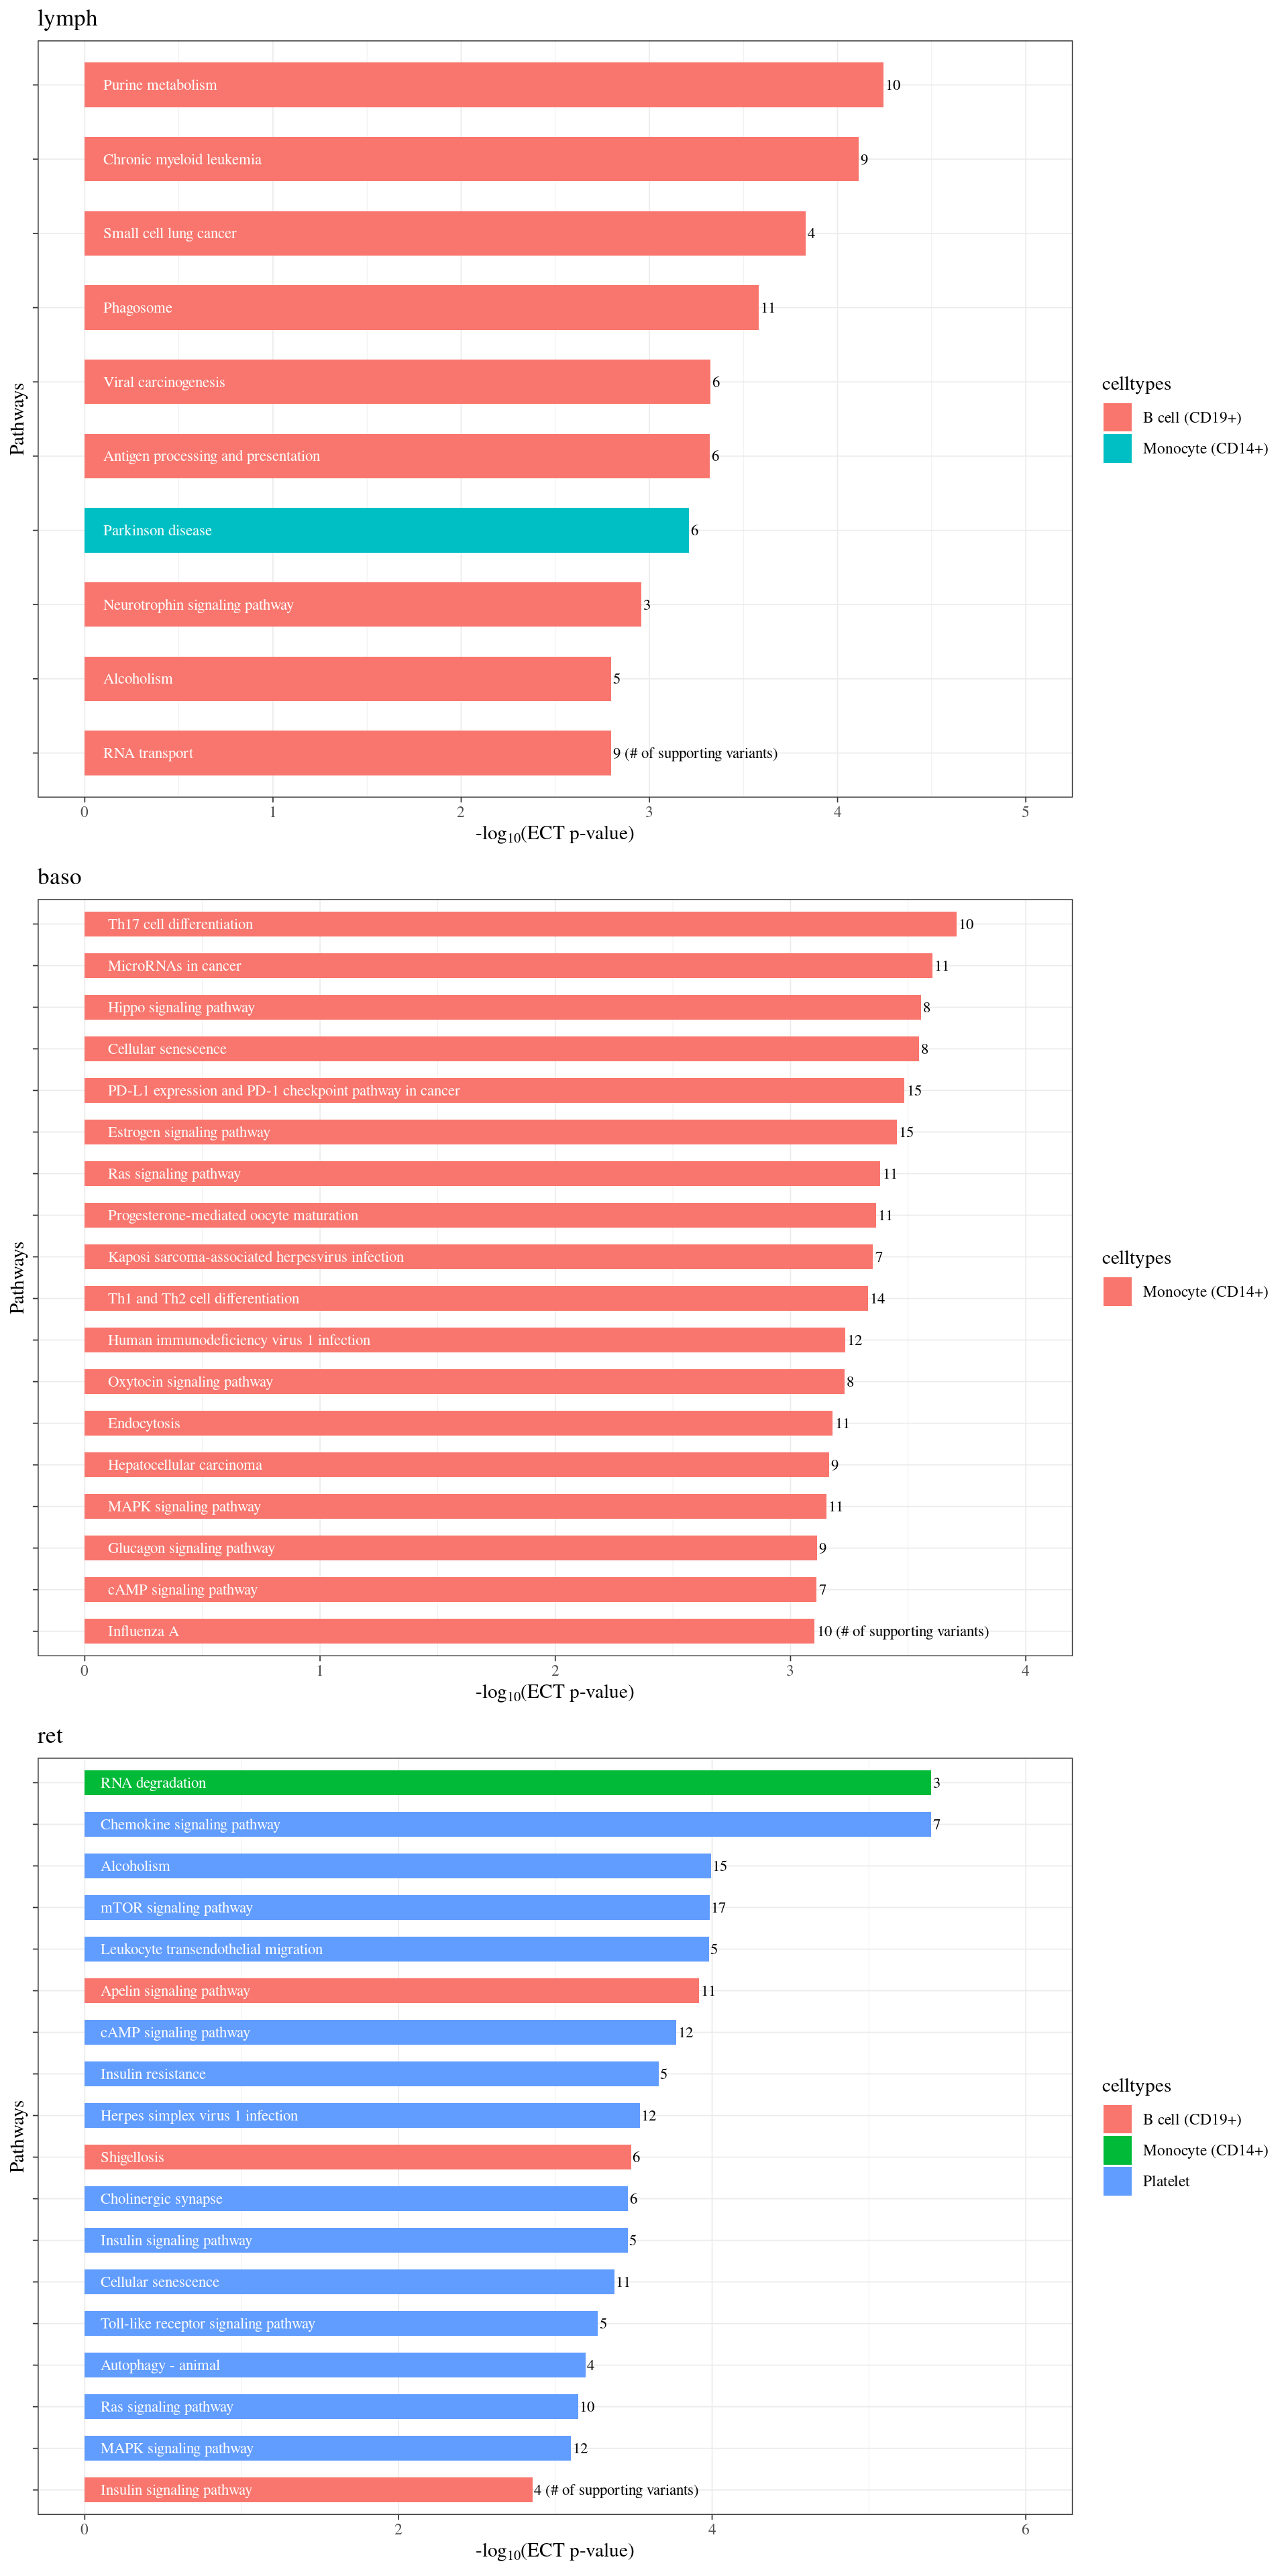 lymph
Purine metabolism 10
Chronic myeloid leukemia 9
Small cell lung cancer 4
Phagosome 11
Viral carcinogenesis 6
Antigen processing and presentation 6
Parkinson disease 6
Neurotrophin signaling pathway 3
Alcoholism 5
RNA transport 9 (# of supporting variants)
Pathways
0 1 2 3 4 5
-log10(ECT p-value)
celltypes
B cell (CD19+)
Monocyte (CD14+)
baso
Th17 cell differentiation 10
MicroRNAs in cancer 11
Hippo signaling pathway 8
Cellular senescence 8
PD-L1 expression and PD-1 checkpoint pathway in cancer 15
Estrogen signaling pathway 15
Ras signaling pathway 11
Progesterone-mediated oocyte maturation 11
Kaposi sarcoma-associated herpesvirus infection 7
Th1 and Th2 cell differentiation 14
Human immunodeficiency virus 1 infection 12
Oxytocin signaling pathway 8
Endocytosis 11
Hepatocellular carcinoma 9
MAPK signaling pathway 11
Glucagon signaling pathway 9
cAMP signaling pathway 7
Influenza A 10 (# of supporting variants)
Pathways
0 1 2 3 4
-log10(ECT p-value)
celltypes
Monocyte (CD14+)
ret
RNA degradation 3
Chemokine signaling pathway 7
Alcoholism 15
mTOR signaling pathway 17
Leukocyte transendothelial migration 5
Apelin signaling pathway 11
cAMP signaling pathway 12
Insulin resistance 5
Herpes simplex virus 1 infection 12
Shigellosis 6
Cholinergic synapse 6
Insulin signaling pathway 5
Cellular senescence 11
Toll-like receptor signaling pathway 5
Autophagy - animal 4
Ras signaling pathway 10
MAPK signaling pathway 12
Insulin signaling pathway 4 (# of supporting variants)
Pathways
0 2 4 6
-log10(ECT p-value)
celltypes
B cell (CD19+)
Monocyte (CD14+)
Platelet